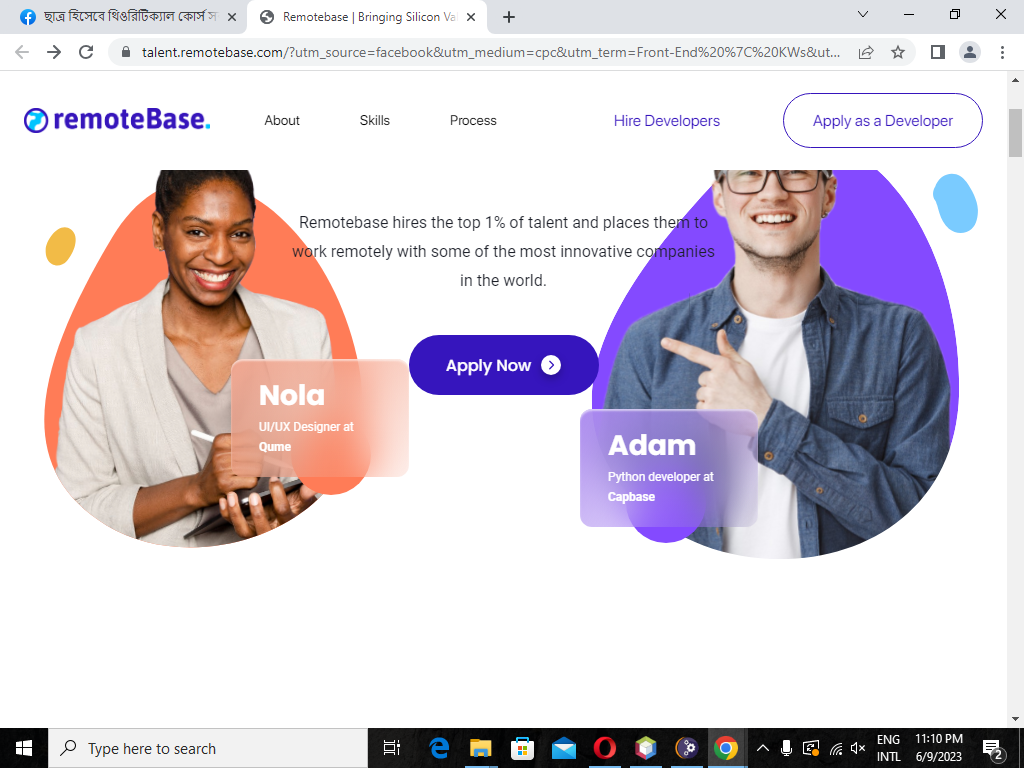 ছাত্র হিসেবে থিওরিটিক্যাল কোর্স স
Remotebase | Bringing Silicon Val
talent.remotebase.com/?utm_source=facebook&utm_medium=cpc&utm_term=Front-End%20%7C%20KWs&ut...
remoteBase.
About
Skills
Process
Hire Developers
Apply as a Developer
Remotebase hires the top 1% of talent and places them to
work remotely with some of the most innovative companies
in the world.
Apply Now
Nola
UI/UX Designer at
Qume
Adam
Python developer at
Capbase
Type here to search
ENG
INTL
11:10 PM
6/9/2023
2